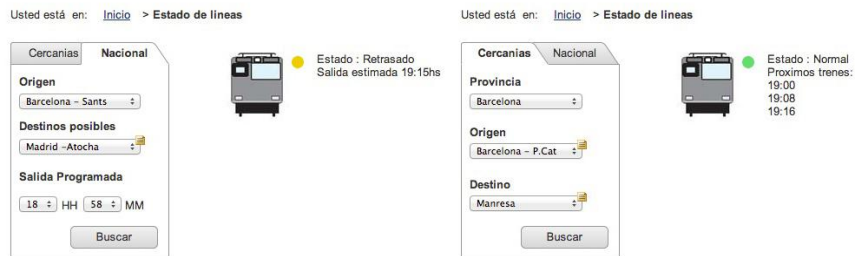 Usted está en: Inicio > Estado de lineas
Cercanias Nacional
Origen
Barcelona - Sants
Destinos posibles
Madrid -Atocha
Salida Programada
18 HH 58 MM
Buscar
Estado : Retrasado
Salida estimada 19:15hs
Usted está en: Inicio > Estado de lineas
Cercanias Nacional
Provincia
Barcelona
Origen
Barcelona - P.Cat
Destino
Manresa
Buscar
Estado : Normal
Proximos trenes:
19:00
19:08
19:16